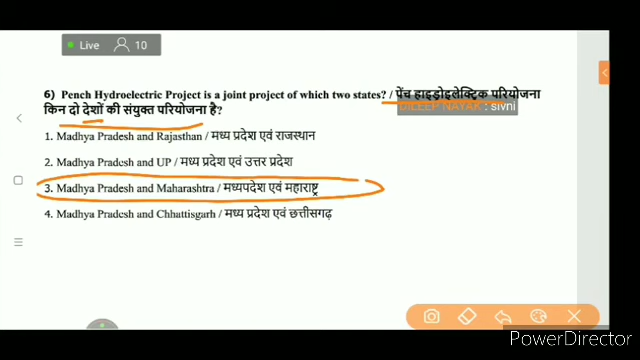 Live 10
6) Pench Hydroelectric Project is a joint project of which two states? / पेंच हाइड्रोइलेक्ट्रिक परियोजना
DILEEP NAYAK : sivni
किन दो देशों की संयुक्त परियोजना है?
1. Madhya Pradesh and Rajasthan / मध्य प्रदेश एवं राजस्थान
2. Madhya Pradesh and UP / मध्य प्रदेश एवं उत्तर प्रदेश
3. Madhya Pradesh and Maharashtra / मध्यपदेश एवं महाराष्ट्र
4. Madhya Pradesh and Chhattisgarh / मध्य प्रदेश एवं छत्तीसगढ़
PowerDirector